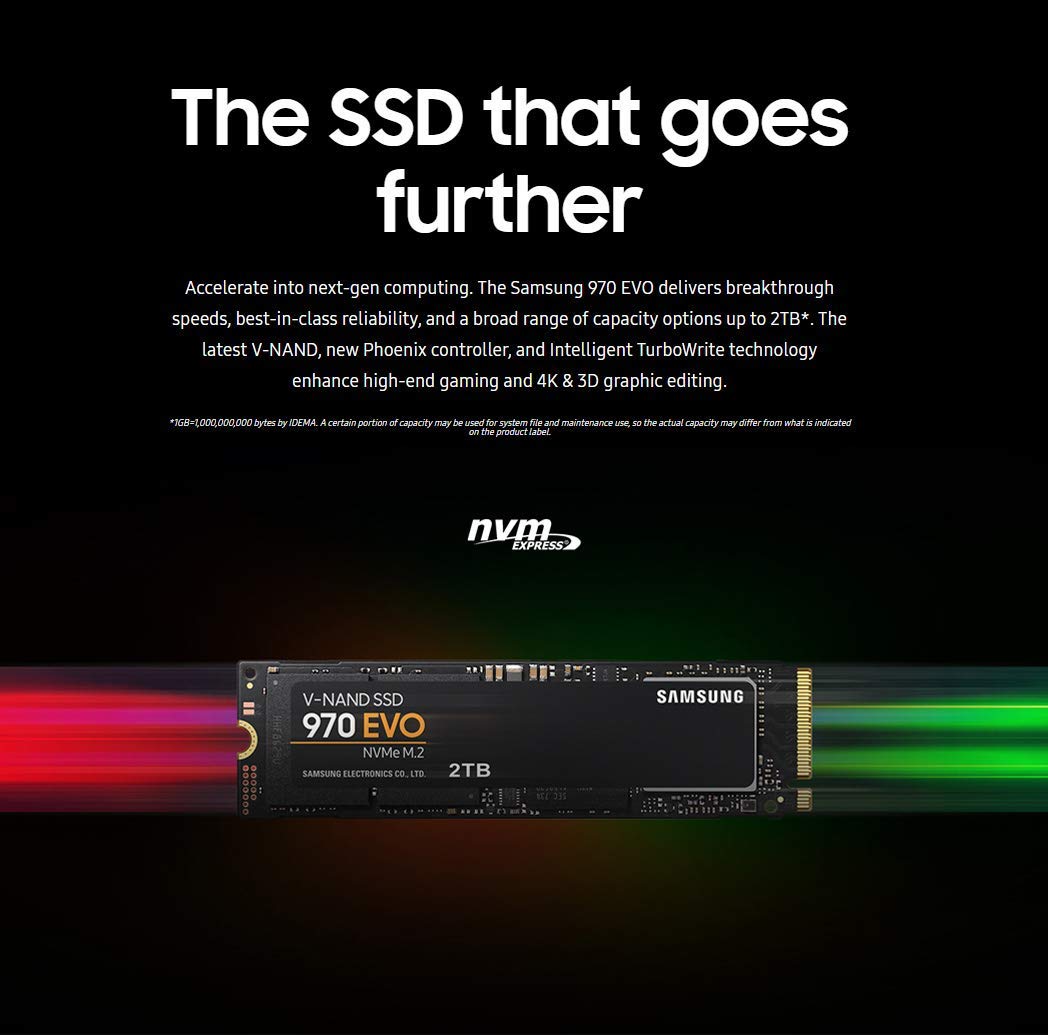 The SSD that goes
further
Accelerate into next-gen computing. The Samsung 970 EVO delivers breakthrough
speeds, best-in-class reliability, and a broad range of capacity options up to 2TB*. The
latest V-NAND, new Phoenix controller, and Intelligent TurboWrite technology
enhance high-end gaming and 4K & 3D graphic editing.
*1GB=1,000,000,000 bytes by IDEMA. A certain portion of capacity may be used for system file and maintenance use, so the actual capacity may differ from what is indicated
on the product label.
nvm
EXPRESS®
V-NAND SSD
SAMSUNG
970 EVO
NVMe M.2
SAMSUNG ELECTRONICS CO., LTD. 2TB